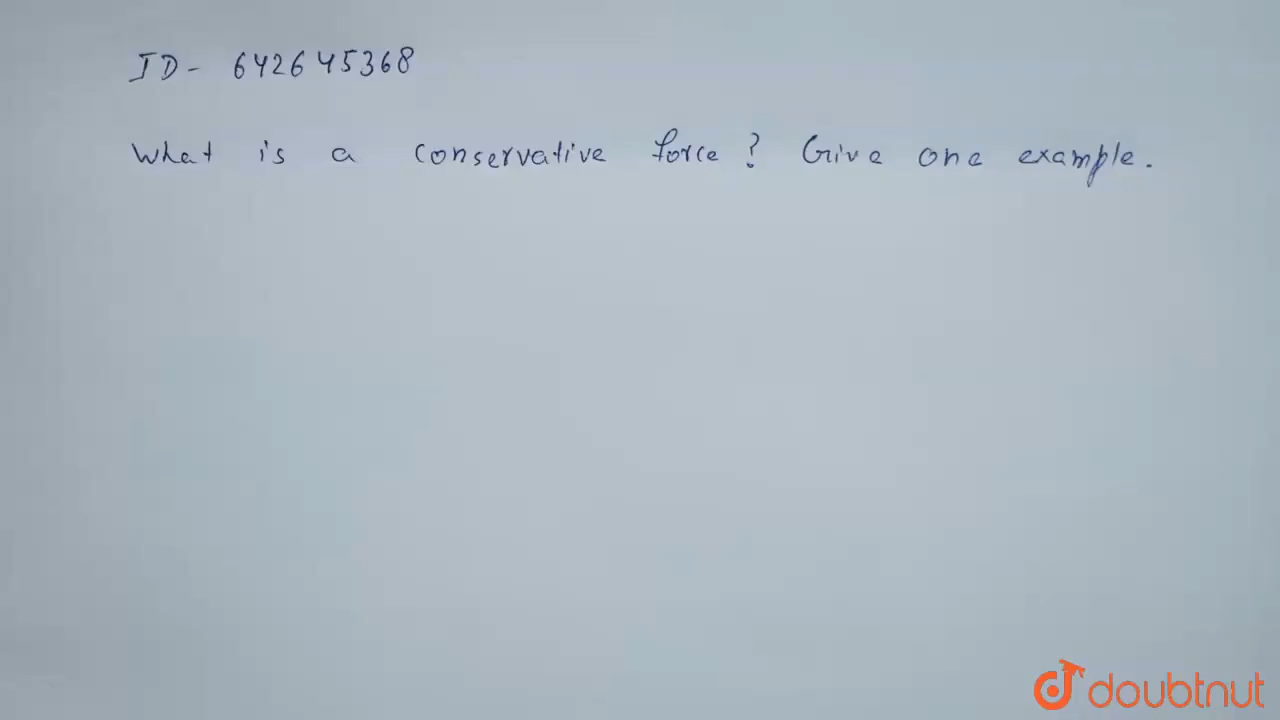 ID- 642645368
What is a conservative force? Give one example.
doubtnut